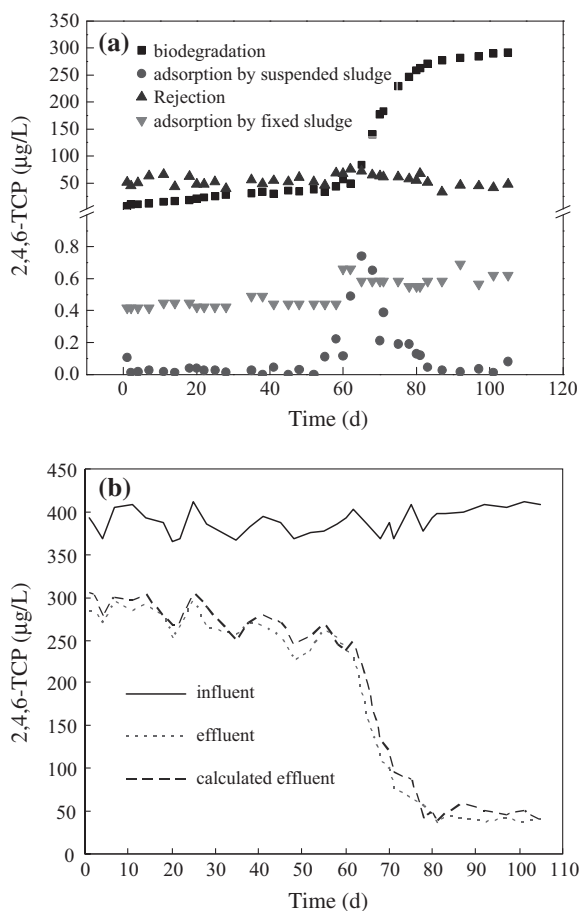 (a)
350
300
250
200
150
100
50
0.8
0.6
0.4
0.2
0.0
2,4,6-TCP (µg/L)
biodegradation
adsorption by suspended sludge
Rejection
adsorption by fixed sludge
0 20 40 60 80 100 120
Time (d)
(b)
450
400
350
300
250
200
150
100
50
0
2,4,6-TCP (µg/L)
influent
effluent
calculated effluent
0 10 20 30 40 50 60 70 80 90 100 110
Time (d)